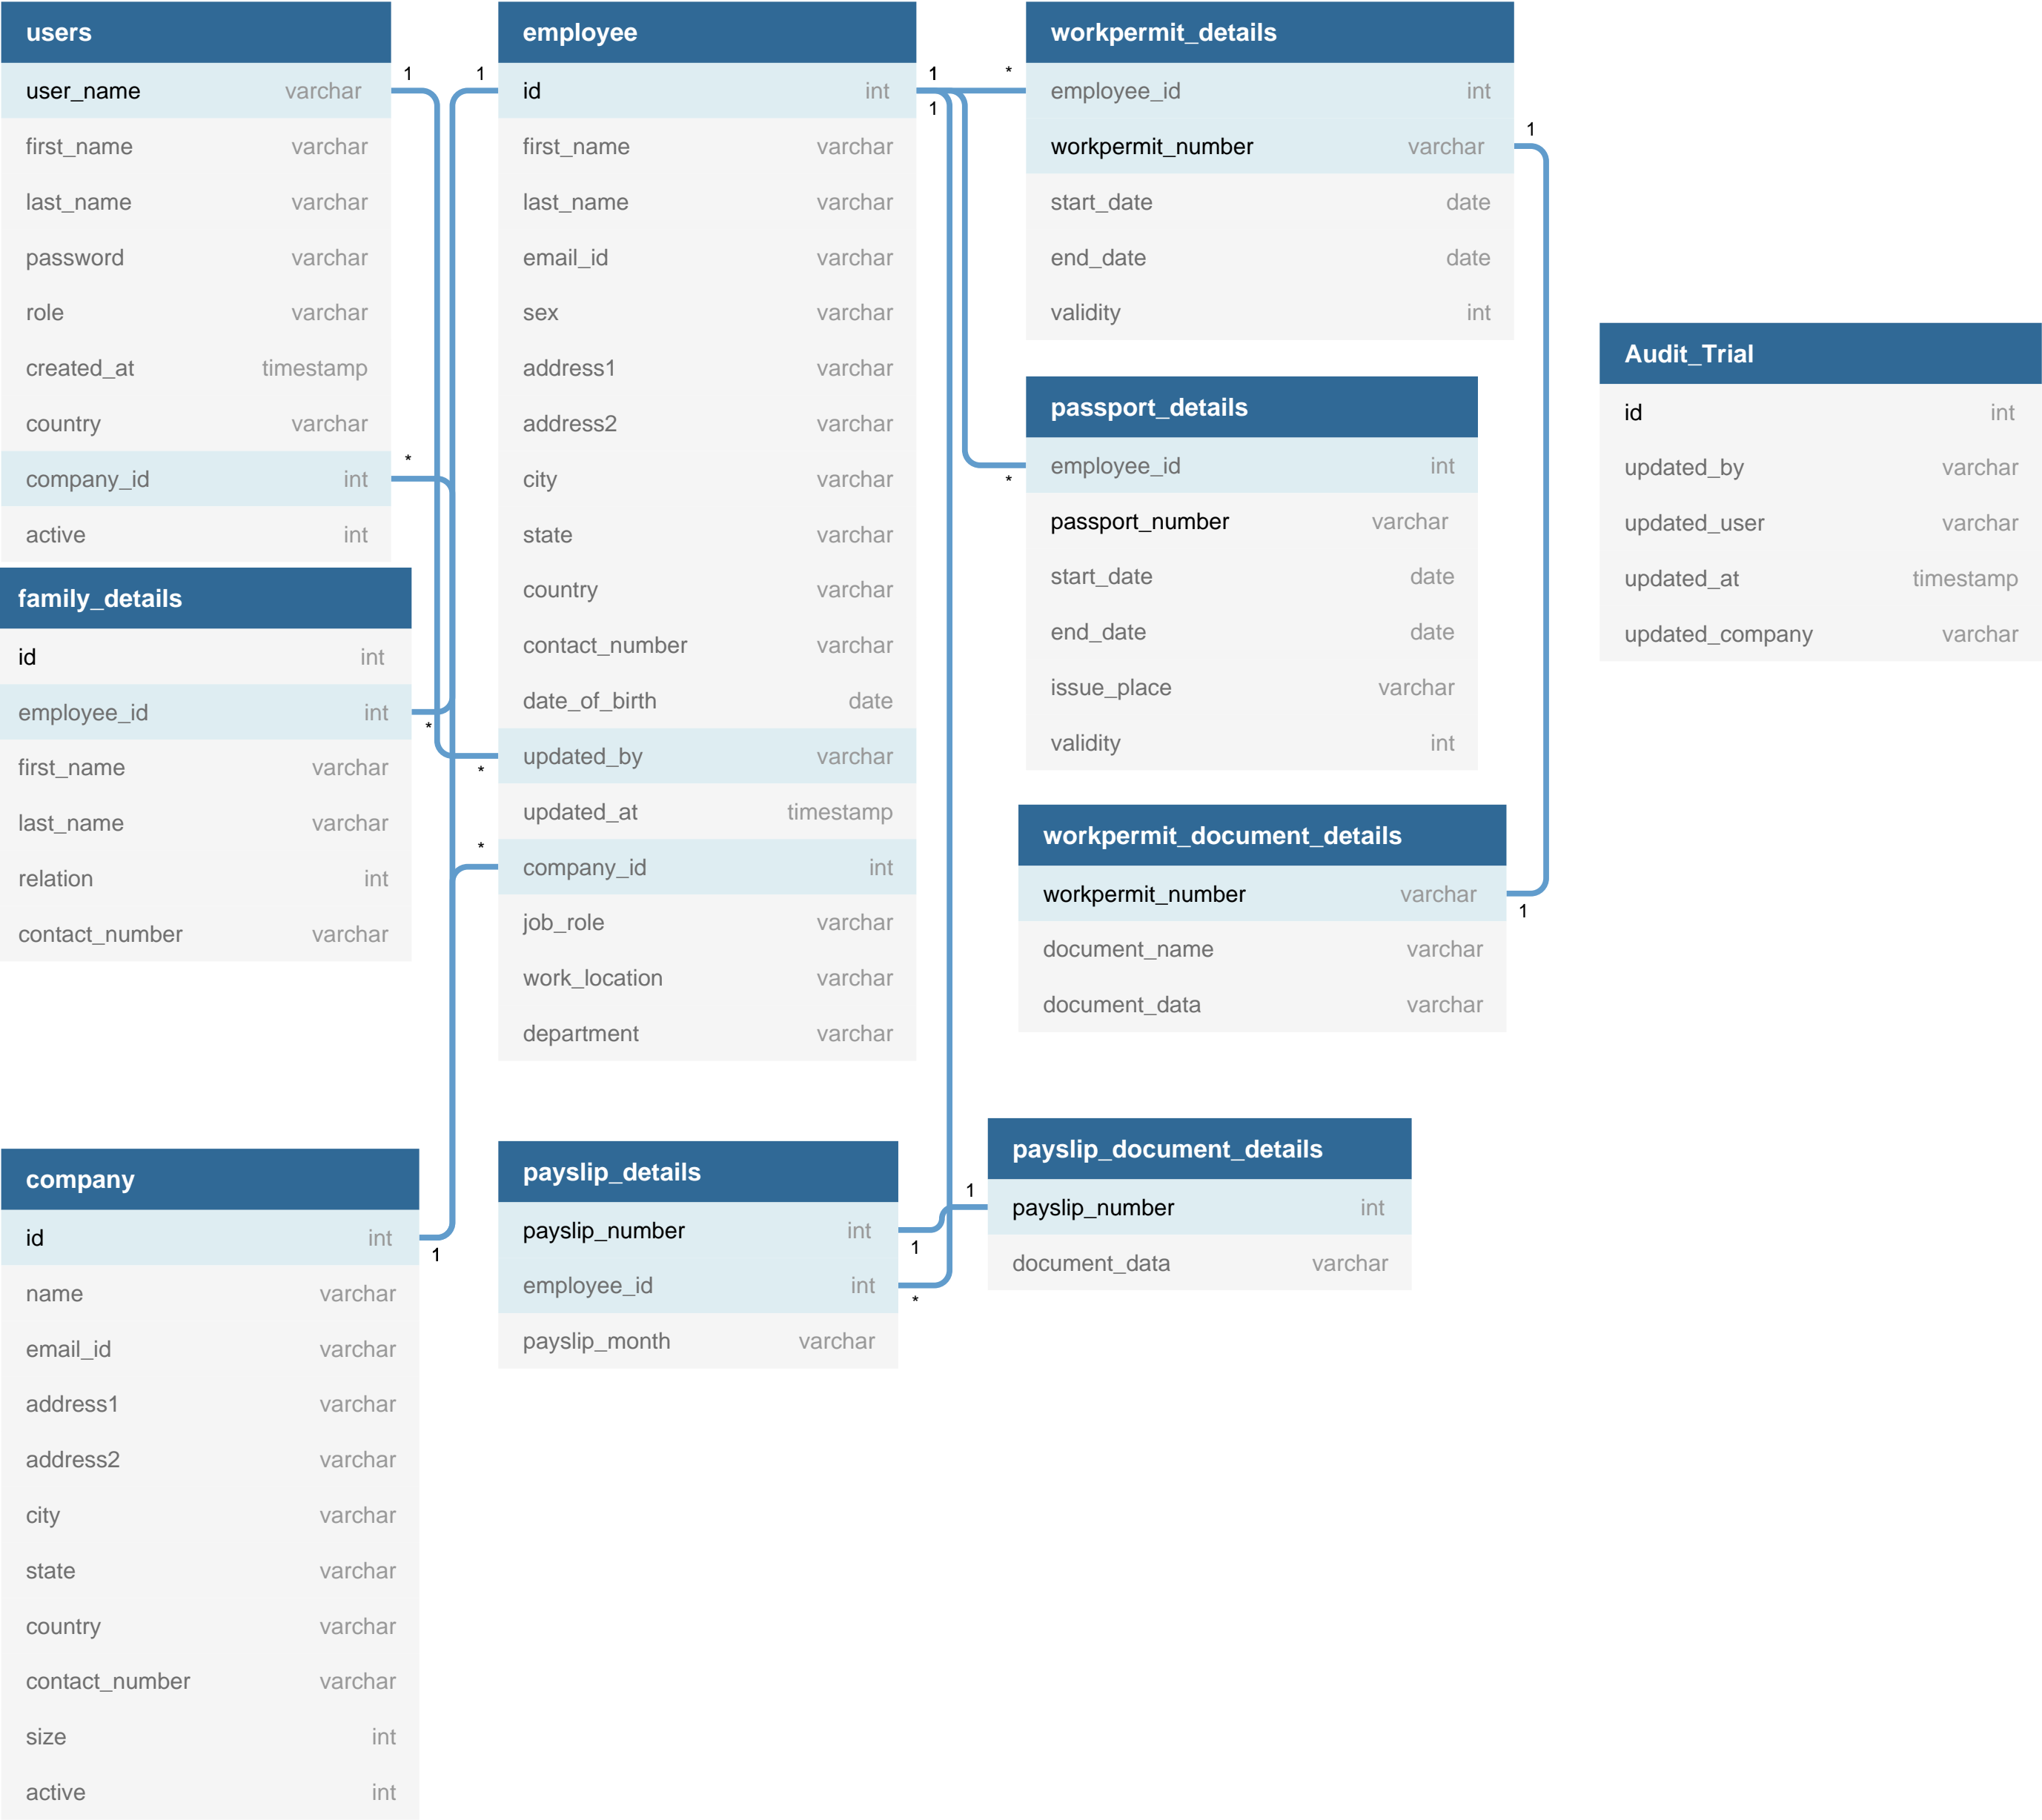 users
user_name varchar
first_name varchar
last_name varchar
password varchar
role varchar
created_at timestamp
country varchar
company_id int
active int
family_details
id int
employee_id int
first_name varchar
last_name varchar
relation int
contact_number varchar
company
id int
name varchar
email_id varchar
address1 varchar
address2 varchar
city varchar
state varchar
country varchar
contact_number varchar
size int
active int
employee
id int
first_name varchar
last_name varchar
email_id varchar
sex varchar
address1 varchar
address2 varchar
city varchar
state varchar
country varchar
contact_number varchar
date_of_birth date
updated_by varchar
updated_at timestamp
company_id int
job_role varchar
work_location varchar
department varchar
payslip_details
payslip_number int
employee_id int
payslip_month varchar
workpermit_details
employee_id int
workpermit_number varchar
start_date date
end_date date
validity int
passport_details
employee_id int
passport_number varchar
start_date date
end_date date
issue_place varchar
validity int
workpermit_document_details
workpermit_number varchar
document_name varchar
document_data varchar
payslip_document_details
payslip_number int
document_data varchar
Audit_Trial
id int
updated_by varchar
updated_user varchar
updated_at timestamp
updated_company varchar
1
1
1
*
1
1
*
*
*
*
*
1
1
1
1
*